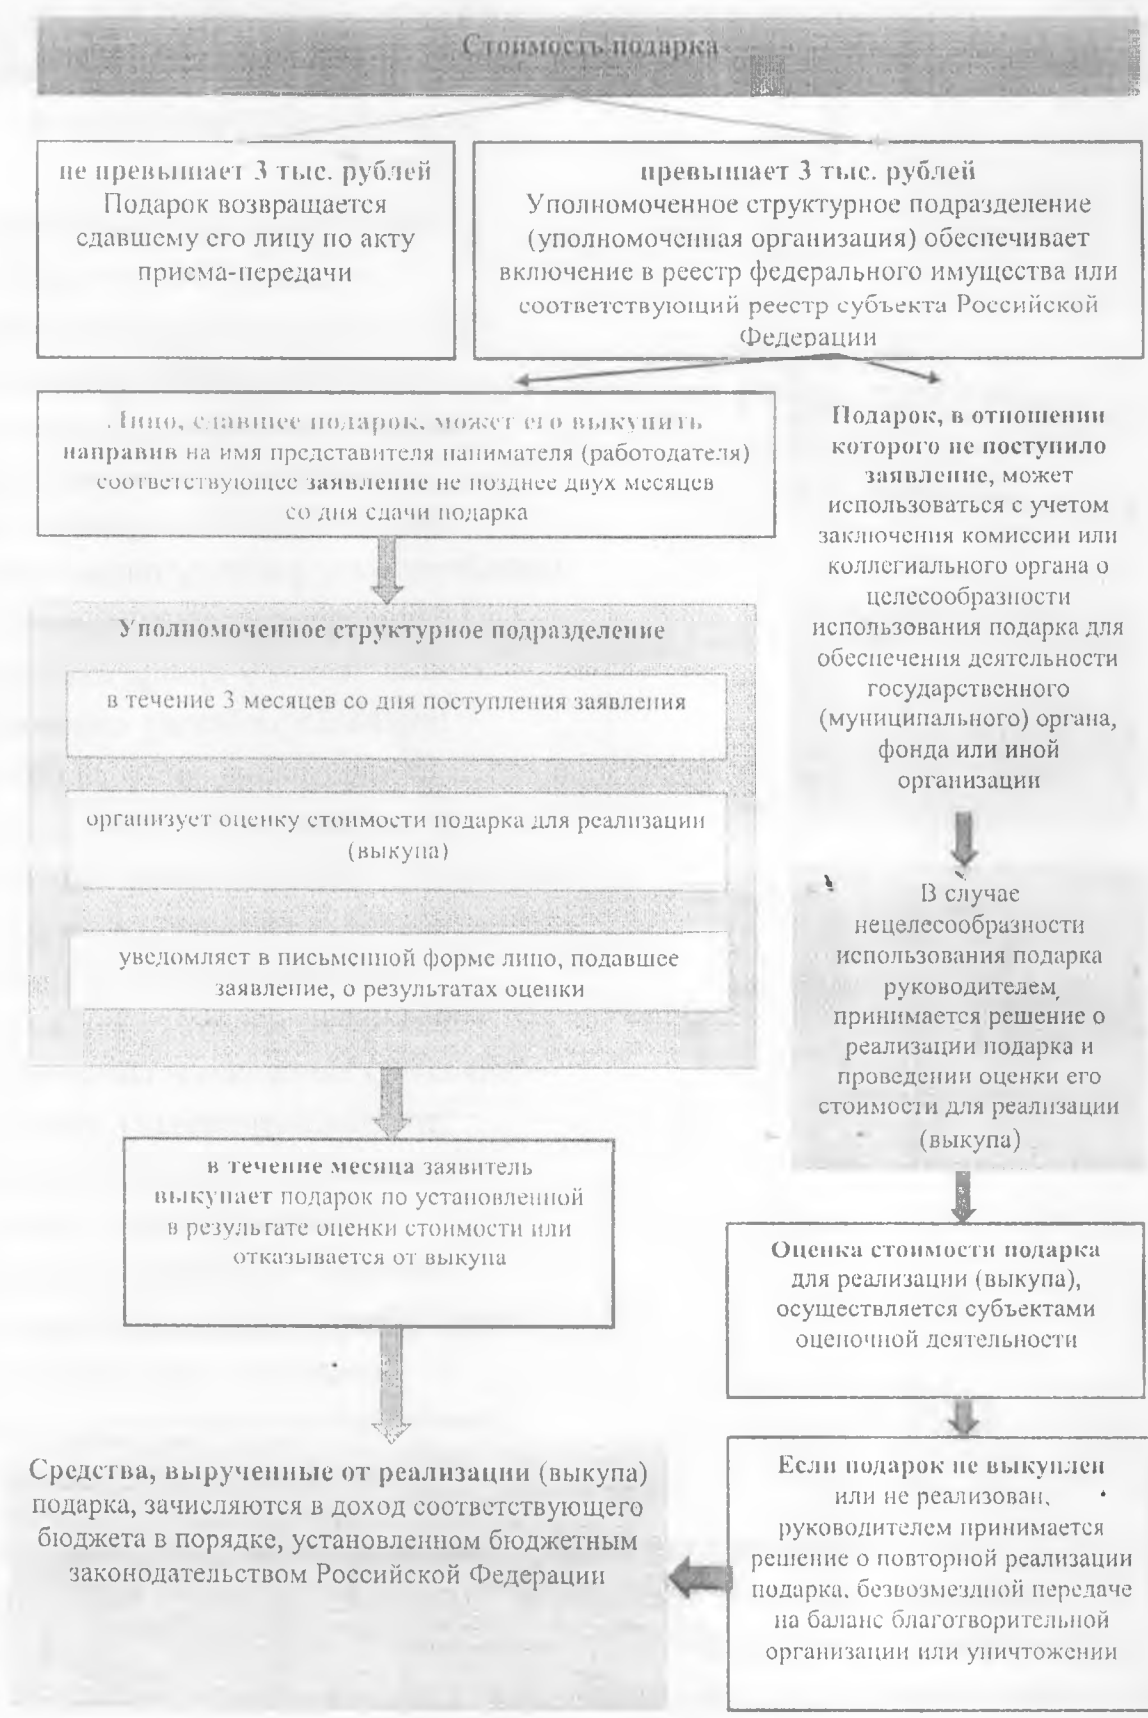 Стоимость подарка
не превышает 3 тыс. рублей
Подарок возвращается
сдавшему его лицу по акту
приема-передачи
превышает 3 тыс. рублей
Уполномоченное структурное подразделение
(уполномоченная организация) обеспечивает
включение в реестр федерального имущества или
соответствующий реестр субъекта Российской
Федерации
Лицо, сдавшее подарок, может его выкупить
направив на имя представителя нанимателя (работодателя)
соответствующее заявление не позднее двух месяцев
со дня сдачи подарка
Уполномоченное структурное подразделение
в течение 3 месяцев со дня поступления заявления
организует оценку стоимости подарка для реализации
(выкупа)
уведомляет в письменной форме лицо, подавшее
заявление, о результатах оценки
в течение месяца заявитель
выкупает подарок по установленной
в результате оценки стоимости или
отказывается от выкупа
Подарок, в отношении
которого не поступило
заявление, может
использоваться с учетом
заключения комиссии или
коллегиального органа о
целесообразности
использования подарка для
обеспечения деятельности
государственного
(муниципального) органа,
фонда или иной
организации
В случае
нецелесообразности
использования подарка
руководителем
принимается решение о
реализации подарка и
проведении оценки его
стоимости для реализации
(выкупа)
Оценка стоимости подарка
для реализации (выкупа),
осуществляется субъектами
оценочной деятельности
Если подарок не выкуплен
или не реализован,
руководителем принимается
решение о повторной реализации
подарка, безвозмездной передаче
на баланс благотворительной
организации или уничтожении
Средства, вырученные от реализации (выкупа)
подарка, зачисляются в доход соответствующего
бюджета в порядке, установленном бюджетным
законодательством Российской Федерации